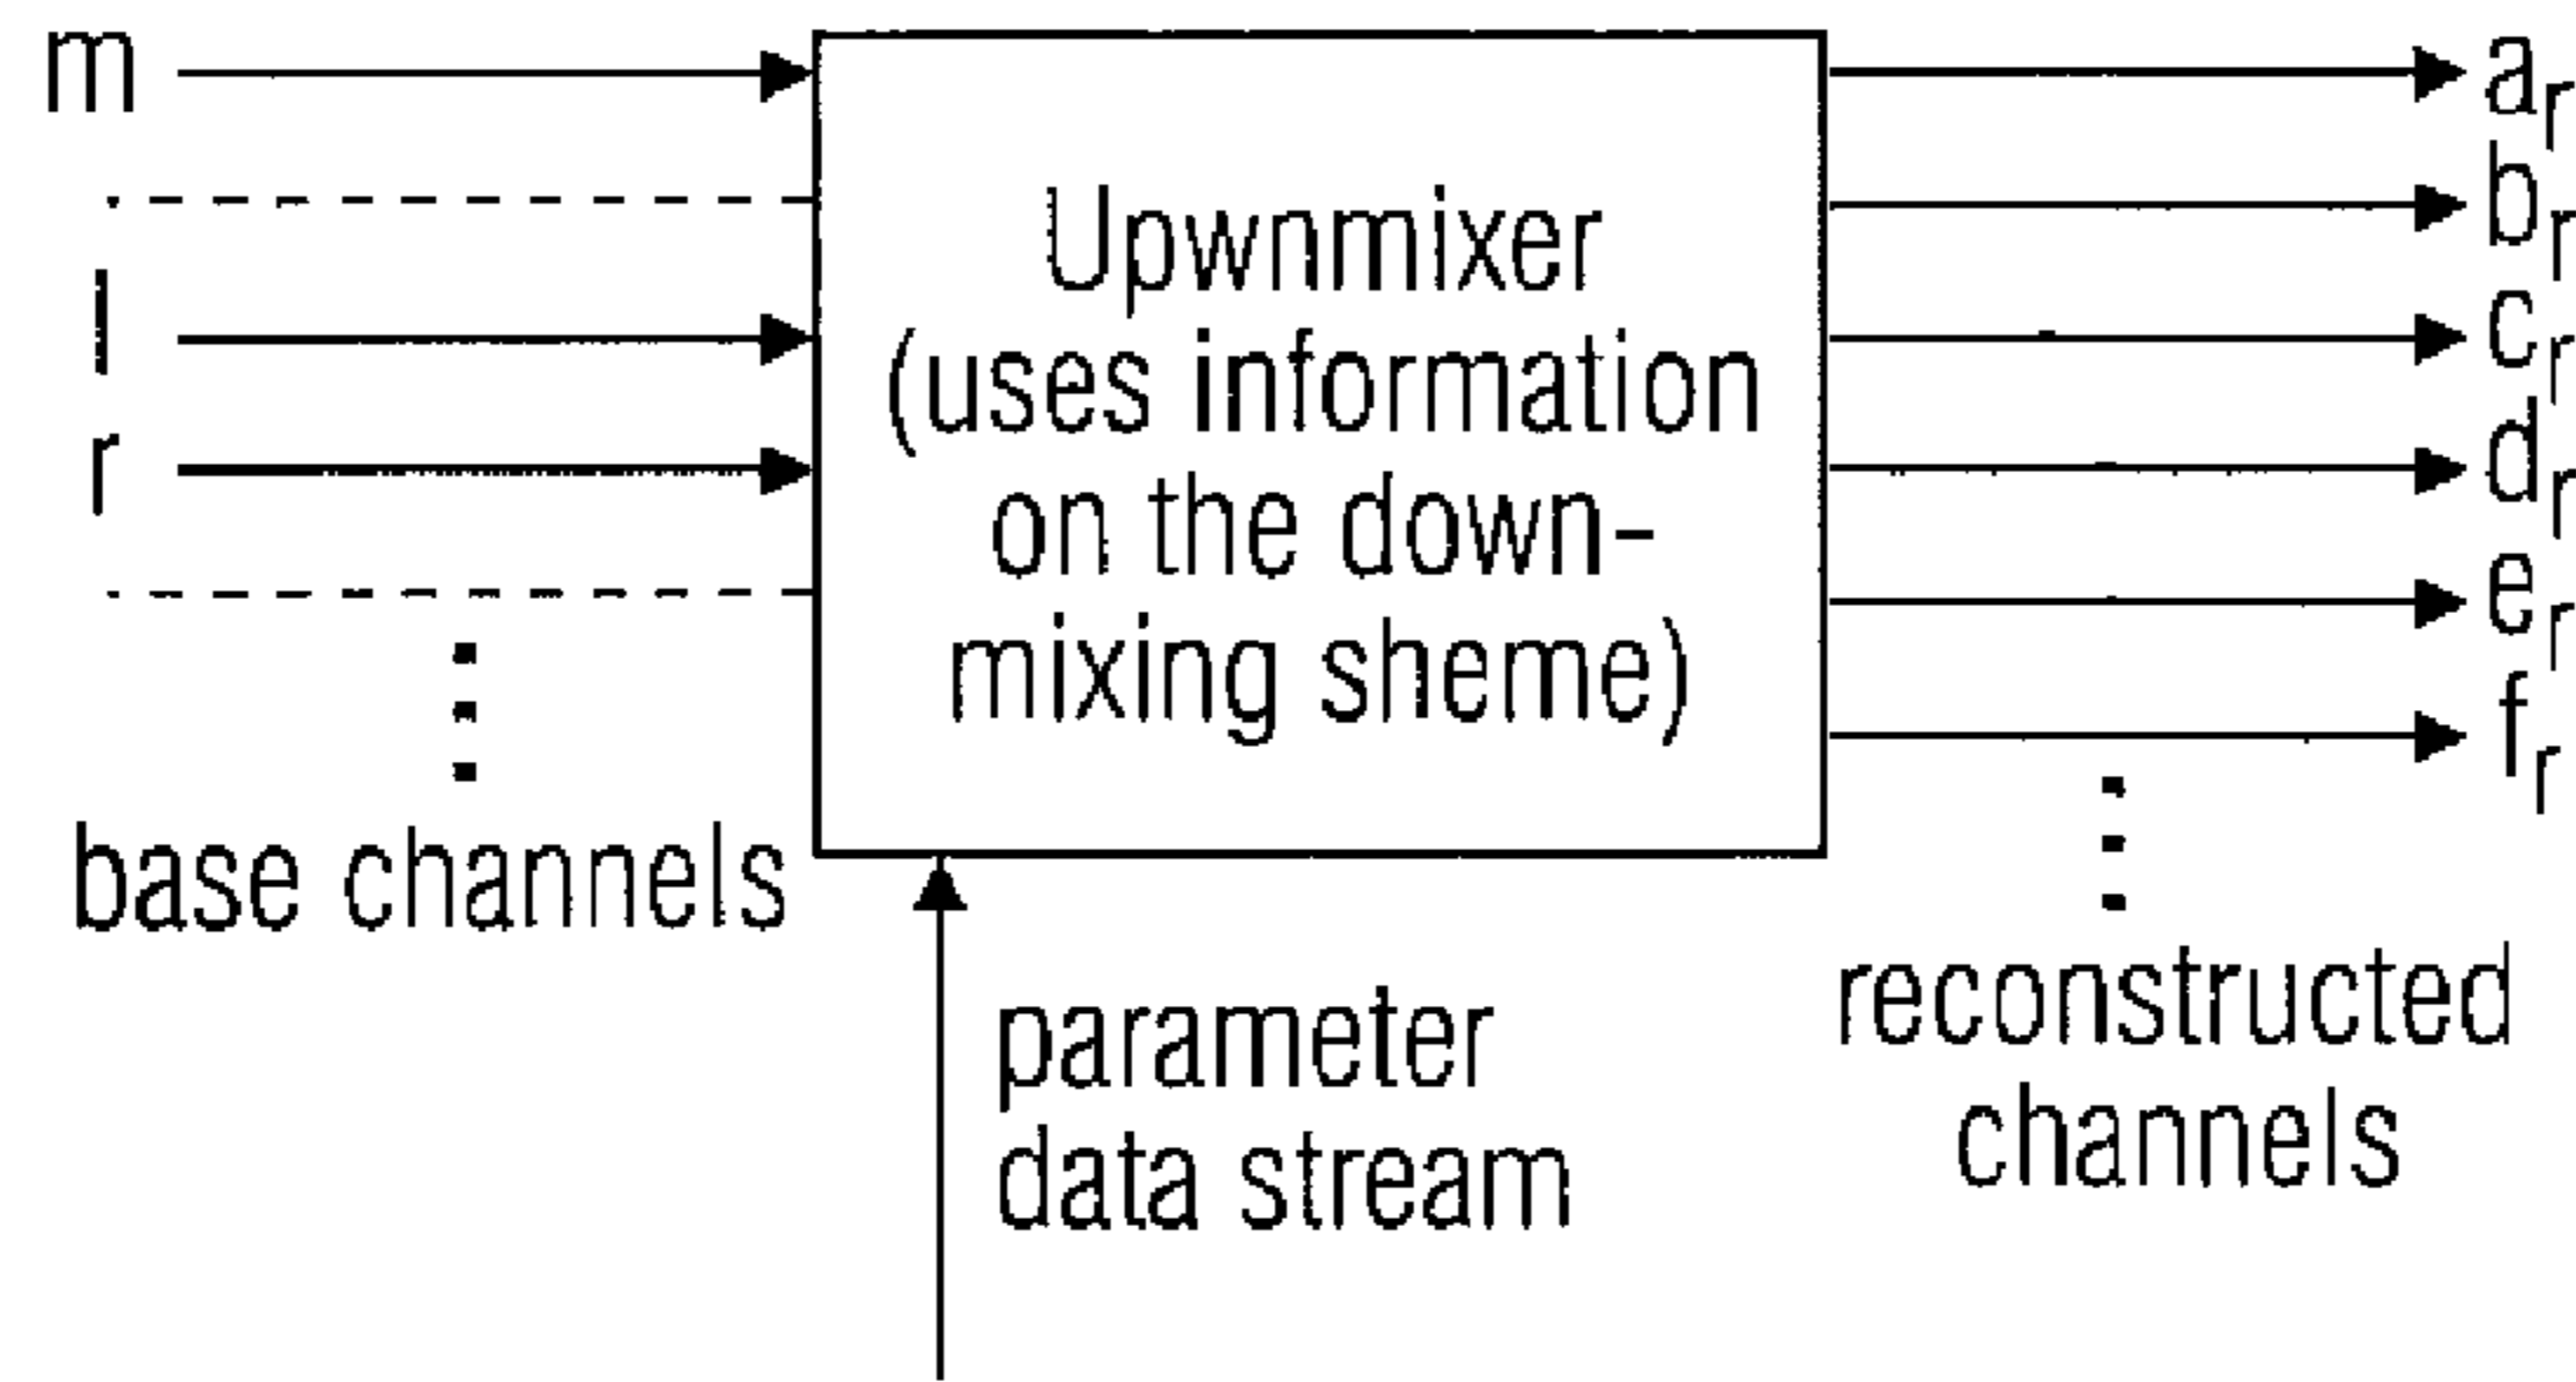 m
l
r
base channels
Upwnmixer
(uses information
on the down-
mixing sheme)
parameter
data stream
a_r
b_r
c_r
d_r
e_r
f_r
reconstructed
channels